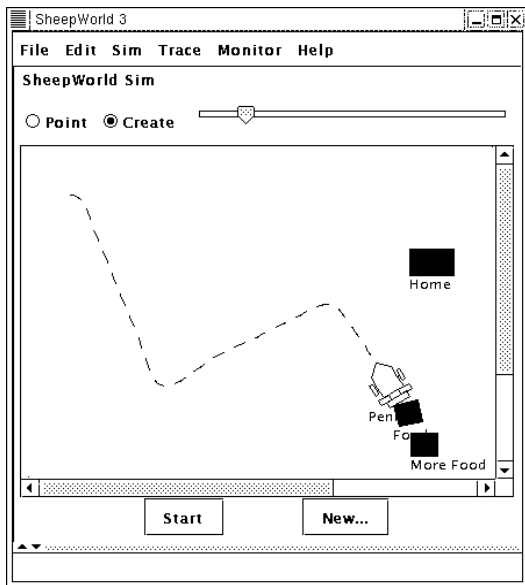 SheepWorld 3
File Edit Sim Trace Monitor Help
SheepWorld Sim
Point Create
Home
More Food
Start New...